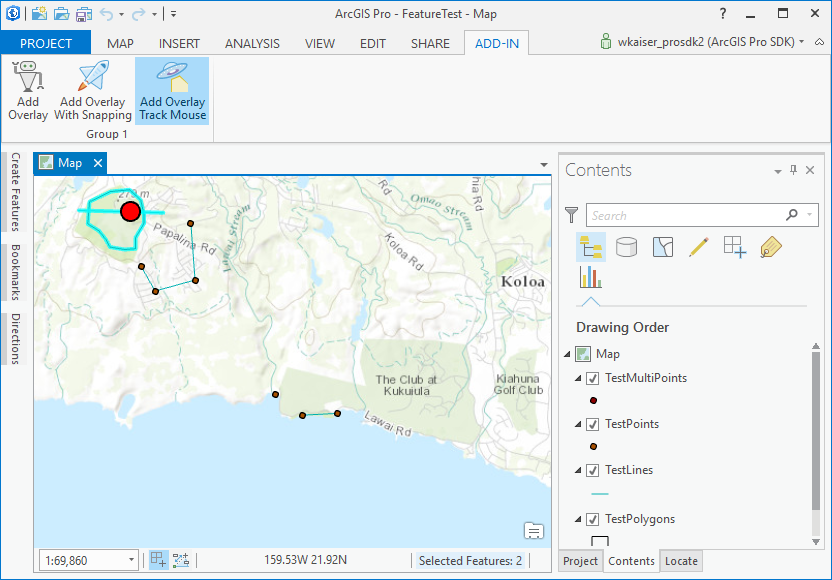 ArcGIS Pro - FeatureTest - Map
?
PROJECT
MAP
INSERT
ANALYSIS
VIEW
EDIT
SHARE
ADD-IN
wkaiser_prosdk2 (ArcGIS Pro SDK)
Add
Overlay
Add Overlay
With Snapping
Add Overlay
Track Mouse
Group 1
Create Features
Bookmarks
Directions
Map
Papalina Rd
Lawai Stream
Omao Stream
Rd
Koloa Rd
Koloa
The Club at
Kukuiula
Kiahuna
Golf Club
Lawai Rd
1:69,860
159.53W 21.92N
Selected Features: 2
Contents
Search
Drawing Order
Map
TestMultiPoints
TestPoints
TestLines
TestPolygons
Project
Contents
Locate